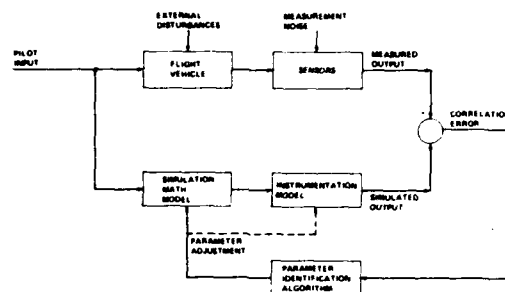 EXTERNAL
DISTURBANCES
MEASUREMENT
NOISE
PILOT
INPUT
FLIGHT
VEHICLE
SENSORS
MEASURED
OUTPUT
CORRELATION
ERROR
SIMULATION
MATH
MODEL
INSTRUMENTATION
MODEL
SIMULATED
OUTPUT
PARAMETER
ADJUSTMENT
PARAMETER
IDENTIFICATION
ALGORITHM